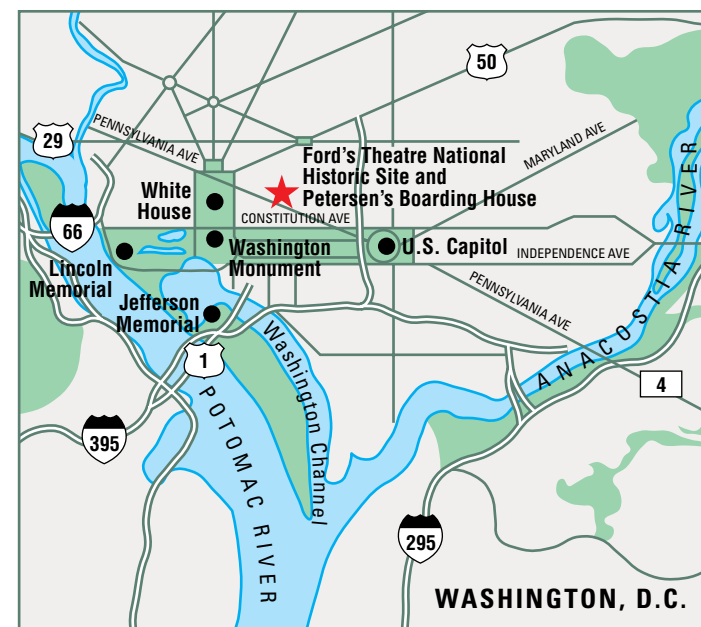 50
PENNSYLVANIA AVE
29
MARYLAND AVE
Ford's Theatre National
Historic Site and
Petersen's Boarding House
White
House
CONSTITUTION AVE
66
Washington
Monument
U.S. Capitol
INDEPENDENCE AVE
Lincoln
Memorial
Jefferson
Memorial
PENNSYLVANIA AVE
ANACOSTIA RIVER
1
Washington Channel
4
395
POTOMAC RIVER
295
WASHINGTON, D.C.